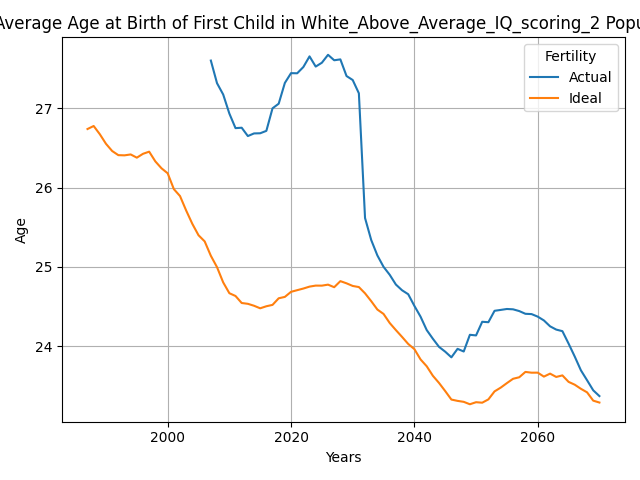 Average Age at Birth of First Child in White_Above_Average_IQ_scoring_2
Fertility
Actual
Ideal
27
26
25
24
Age
2000
2020
2040
2060
Years